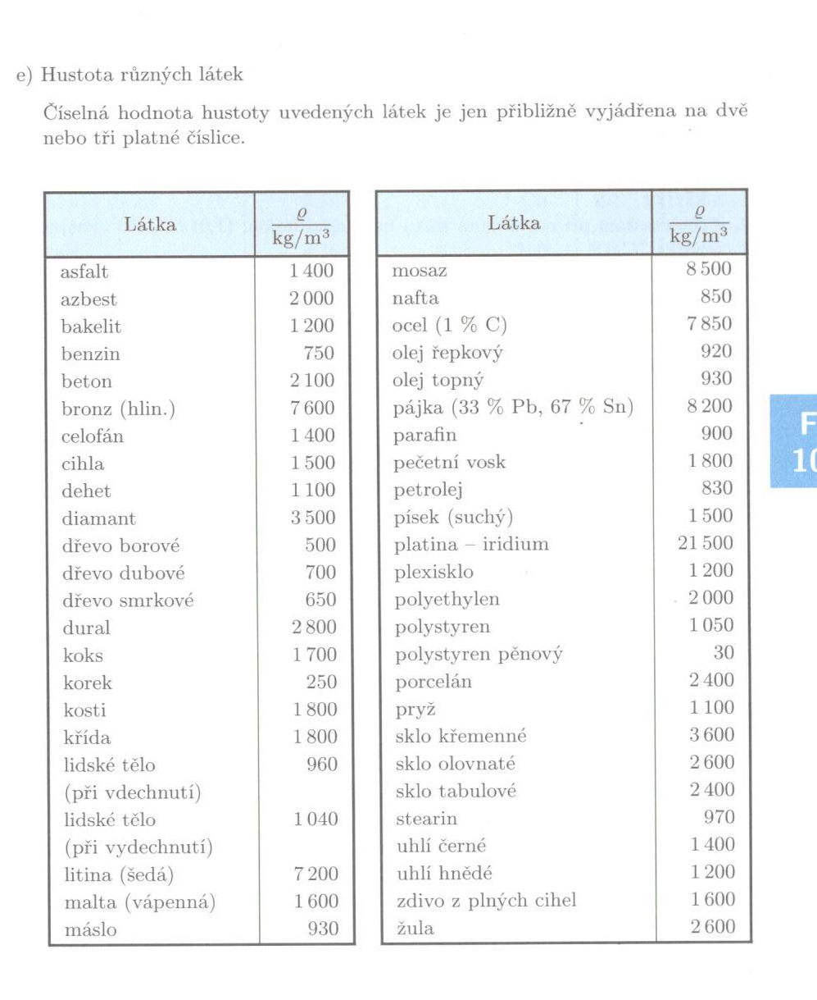 e) Hustota různých látek
Číselná hodnota hustoty uvedených látek je jen přibližně vyjádřena na dvě
nebo tři platné číslice.
Látka ϱ kg/m³
asfalt 1 400
azbest 2 000
bakelit 1 200
benzin 750
beton 2 100
bronz (hlin.) 7 600
celofán 1 400
cihla 1 500
dehet 1 100
diamant 3 500
dřevo borové 500
dřevo dubové 700
dřevo smrkové 650
dural 2 800
koks 1 700
korek 250
kosti 1 800
křída 1 800
lidské tělo 960
(při vdechnutí)
lidské tělo 1 040
(při vydechnutí)
litina (šedá) 7 200
malta (vápenná) 1 600
máslo 930
Látka ϱ kg/m³
mosaz 8 500
nafta 850
ocel (1 % C) 7 850
olej řepkový 920
olej topný 930
pájka (33 % Pb, 67 % Sn) 8 200
parafin 900
pečetní vosk 1 800
petrolej 830
písek (suchý) 1 500
platina – iridium 21 500
plexisklo 1 200
polyethylen 2 000
polystyren 1 050
polystyren pěnový 30
porcelán 2 400
pryž 1 100
sklo křemenné 3 600
sklo olovnaté 2 600
sklo tabulové 2 400
stearin 970
uhlí černé 1 400
uhlí hnědé 1 200
zdivo z plných cihel 1 600
žula 2 600
F
10